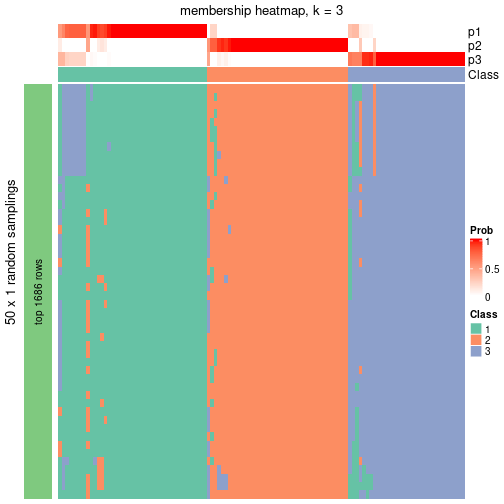 membership heatmap, k = 3
p1
p2
p3
Class
50 x 1 random samplings
top 1686 rows
Prob
1
0.5
0
Class
1
2
3